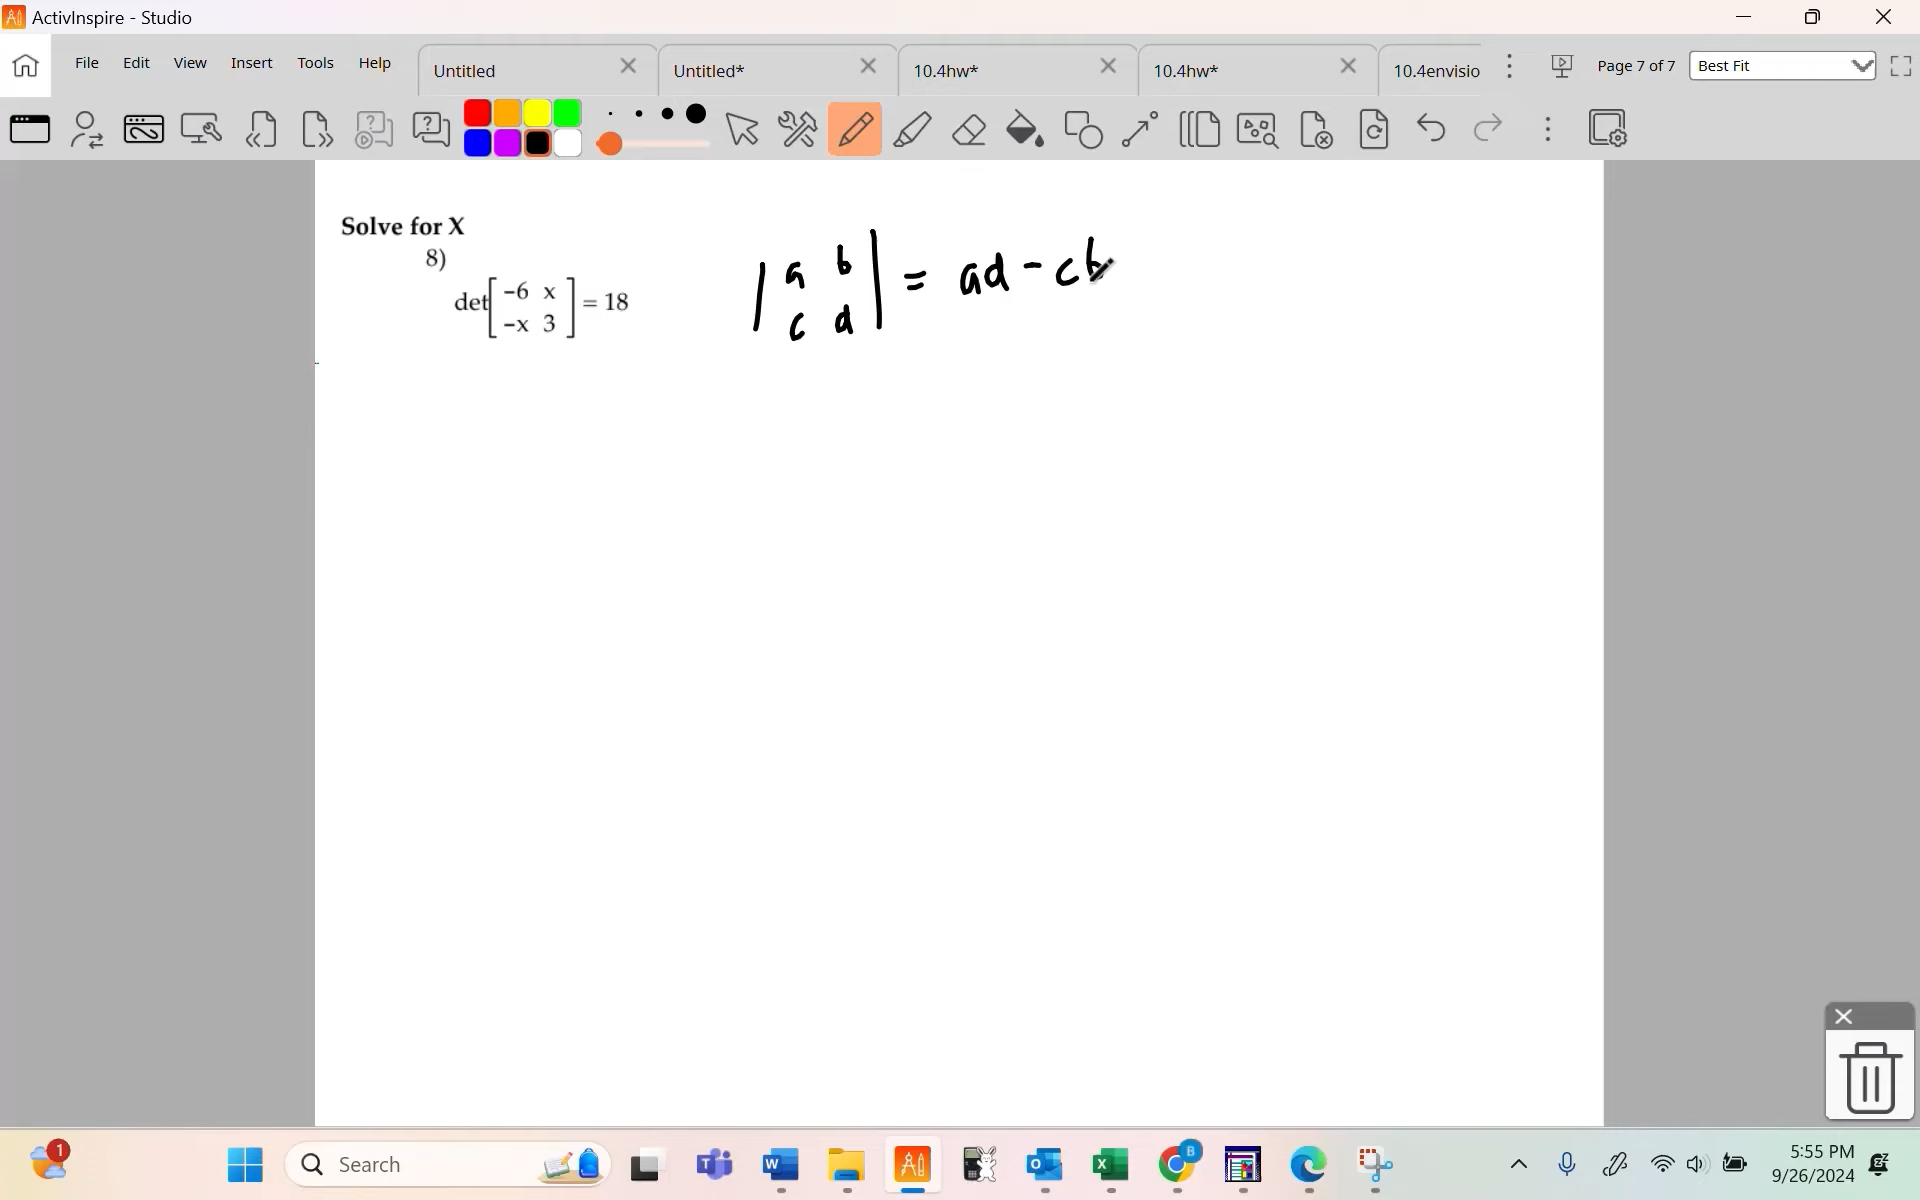 ActivInspire - Studio
File Edit View Insert Tools Help
Untitled
Untitled*
10.4hw*
10.4hw*
10.4envisio
Page 7 of 7
Best Fit
Solve for X
8)
det[ -6 x ] = 18
-x 3
| a b | = ad - cb
c d
1
Search
5:55 PM
9/26/2024